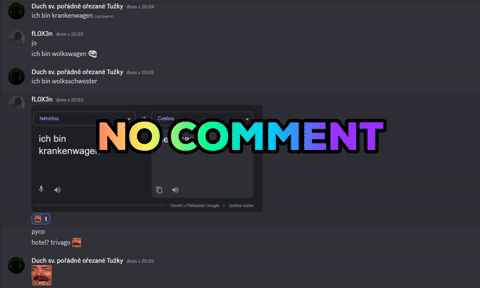 Duch sv. pořádně ořezané Tužky dnes v 20:54
ich bin krankenwagen (upraveno)
fL0X3n dnes v 20:55
jo
ich bin wolkswagen
Duch sv. pořádně ořezané Tužky dnes v 20:55
ich bin wolksschwester
fL0X3n dnes v 20:55
Němčina Čeština
ich bin
krankenwagen
NO COMMENT
Otevřít v Překladači Google • Zpětná vazba
1
pyco
hotel? trivago
Duch sv. pořádně ořezané Tužky dnes v 20:55